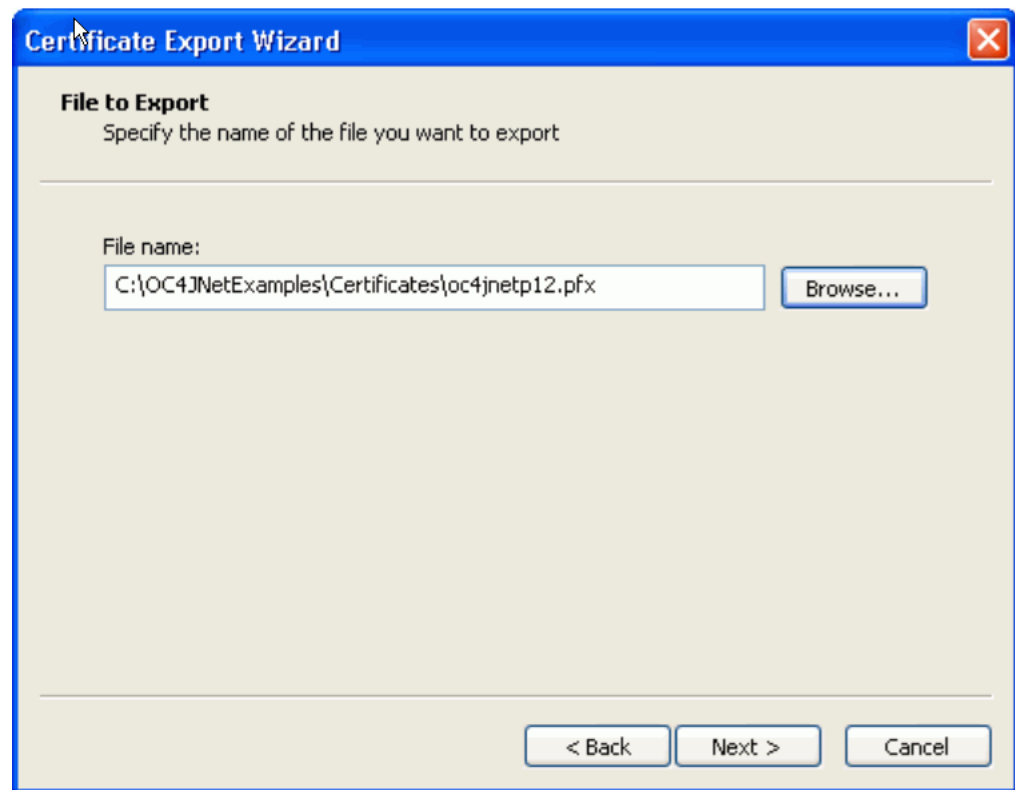 Certificate Export Wizard
File to Export
Specify the name of the file you want to export
File name:
C:\OC4JNetExamples\Certificates\oc4jnetp12.pfx
Browse...
< Back
Next >
Cancel